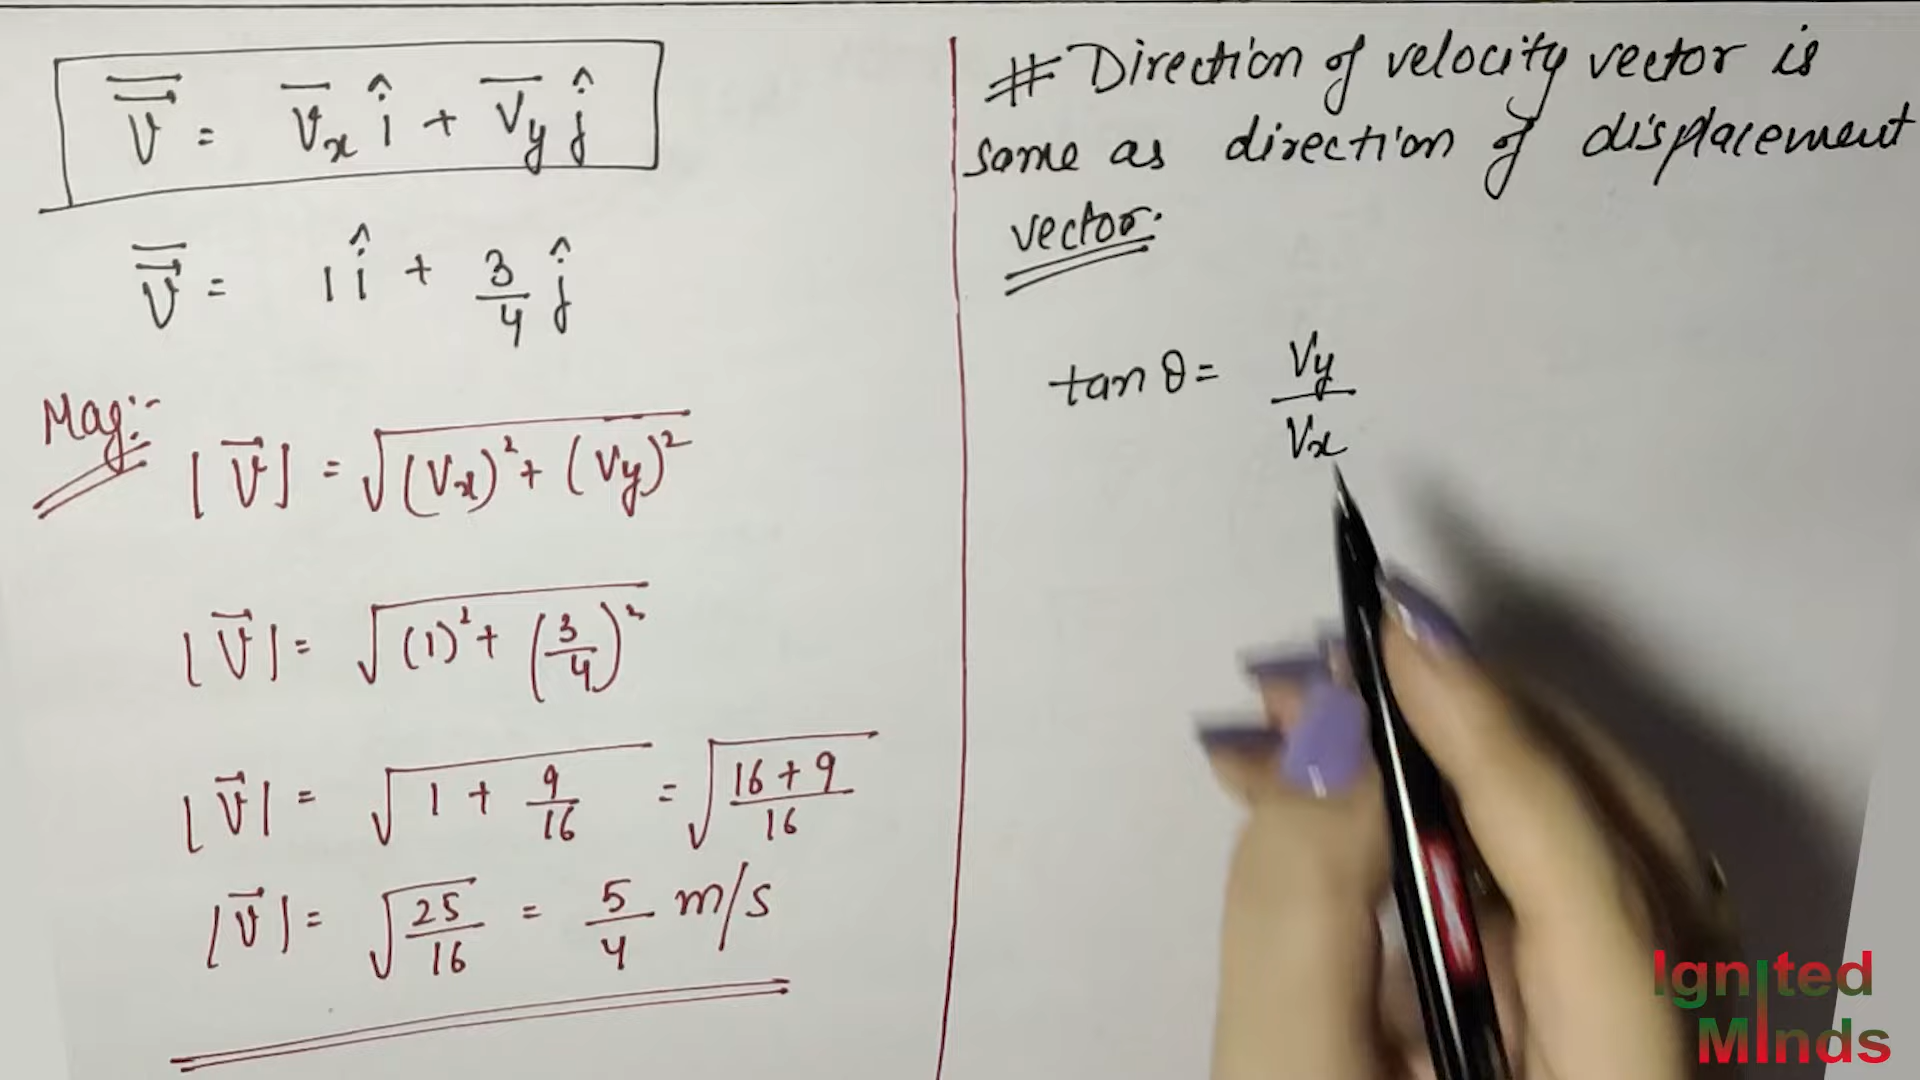 v⃗ = v̄ₓ î + v̄ᵧ ĵ
v⃗ = 1 î + 3/4 ĵ
Mag:-
|v⃗| = √((Vx)² + (Vy)²)
|v⃗| = √((1)² + (3/4)²)
|v⃗| = √(1 + 9/16) = √((16+9)/16)
|v⃗| = √(25/16) = 5/4 m/s
# Direction of velocity vector is
same as direction of displacement
vector.
tan θ = Vy/Vx
Ignited
Minds